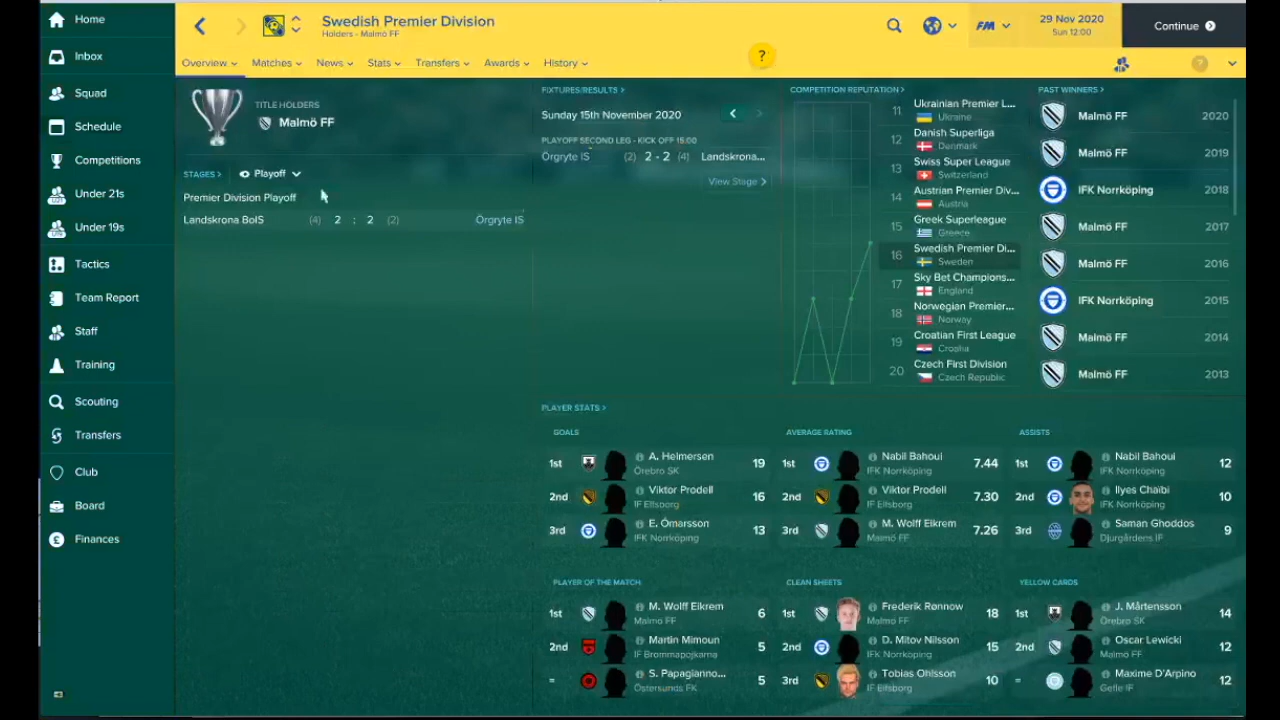 Home
Inbox
Squad
Schedule
Competitions
Under 21s
Under 19s
Tactics
Team Report
Staff
Training
Scouting
Transfers
Club
Board
Finances
Swedish Premier Division
Holders - Malmö FF
FM
29 Nov 2020
Sun 12:00
Continue
Overview
Matches
News
Stats
Transfers
Awards
History
?
?
TITLE HOLDERS
Malmö FF
STAGES >
Playoff
Premier Division Playoff
Landskrona BoIS (4) 2 : 2 (2) Örgryte IS
FIXTURES/RESULTS >
Sunday 15th November 2020
PLAYOFF SECOND LEG - KICK OFF 15:00
Örgryte IS (2) 2 - 2 (4) Landskrona...
View Stage >
COMPETITION REPUTATION >
11 Ukrainian Premier L...
Ukraine
12 Danish Superliga
Denmark
13 Swiss Super League
Switzerland
14 Austrian Premier Div...
Austria
15 Greek Superleague
Greece
16 Swedish Premier Di...
Sweden
17 Sky Bet Champions...
England
18 Norwegian Premier...
Norway
19 Croatian First League
Croatia
20 Czech First Division
Czech Republic
PAST WINNERS >
Malmö FF 2020
Malmö FF 2019
IFK Norrköping 2018
Malmö FF 2017
Malmö FF 2016
IFK Norrköping 2015
Malmö FF 2014
Malmö FF 2013
PLAYER STATS >
GOALS
1st A. Helmersen 19
Örebro SK
2nd Viktor Prodell 16
IF Elfsborg
3rd E. Ómarsson 13
IFK Norrköping
AVERAGE RATING
1st Nabil Bahoui 7.44
IFK Norrköping
2nd Viktor Prodell 7.30
IF Elfsborg
3rd M. Wolff Eikrem 7.26
Malmö FF
ASSISTS
1st Nabil Bahoui 12
IFK Norrköping
2nd Ilyes Chaïbi 10
IFK Norrköping
3rd Saman Ghoddos 9
Djurgårdens IF
PLAYER OF THE MATCH
1st M. Wolff Eikrem 6
Malmö FF
2nd Martin Mimoun 5
IF Brommapojkarna
= S. Papagianno... 5
Östersunds FK
CLEAN SHEETS
1st Frederik Rønnow 18
Malmö FF
2nd D. Mitov Nilsson 15
IFK Norrköping
3rd Tobias Ohlsson 10
IF Elfsborg
YELLOW CARDS
1st J. Mårtensson 14
Örebro SK
2nd Oscar Lewicki 12
Malmö FF
= Maxime D'Arpino 12
Gefle IF